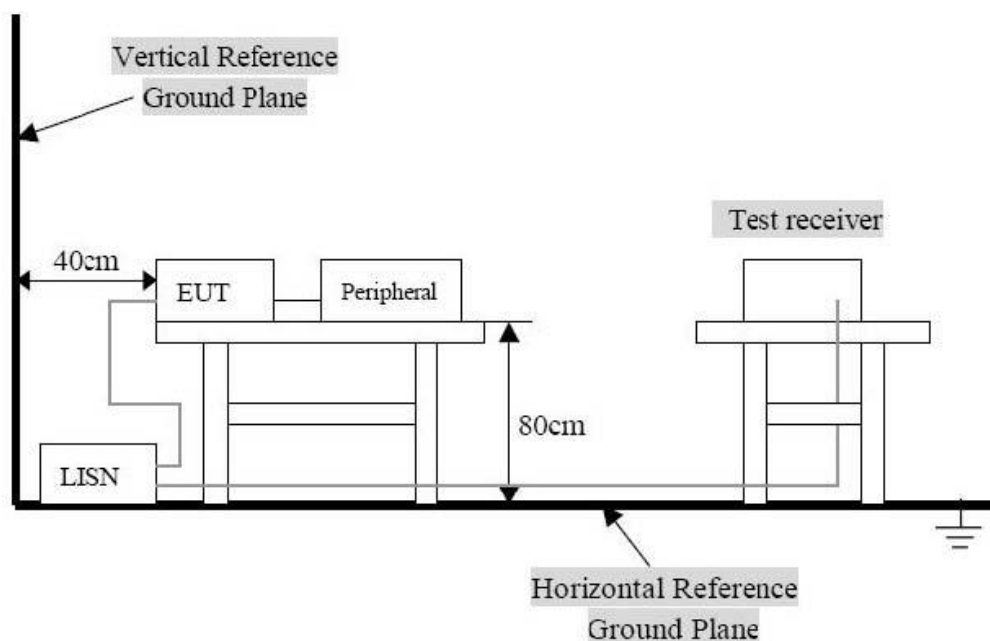 Vertical Reference
Ground Plane
Test receiver
40cm
EUT
Peripheral
80cm
LISN
Horizontal Reference
Ground Plane